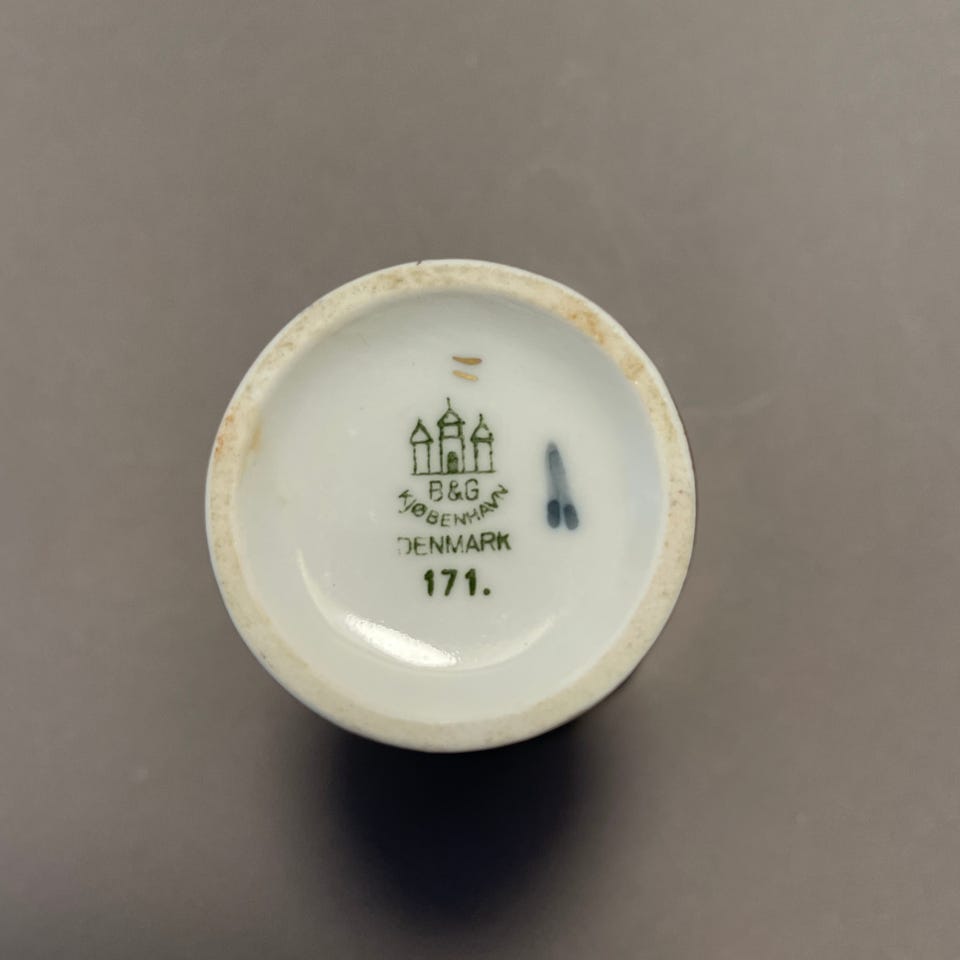 B&G
KJØBENHAVN
DENMARK
171.